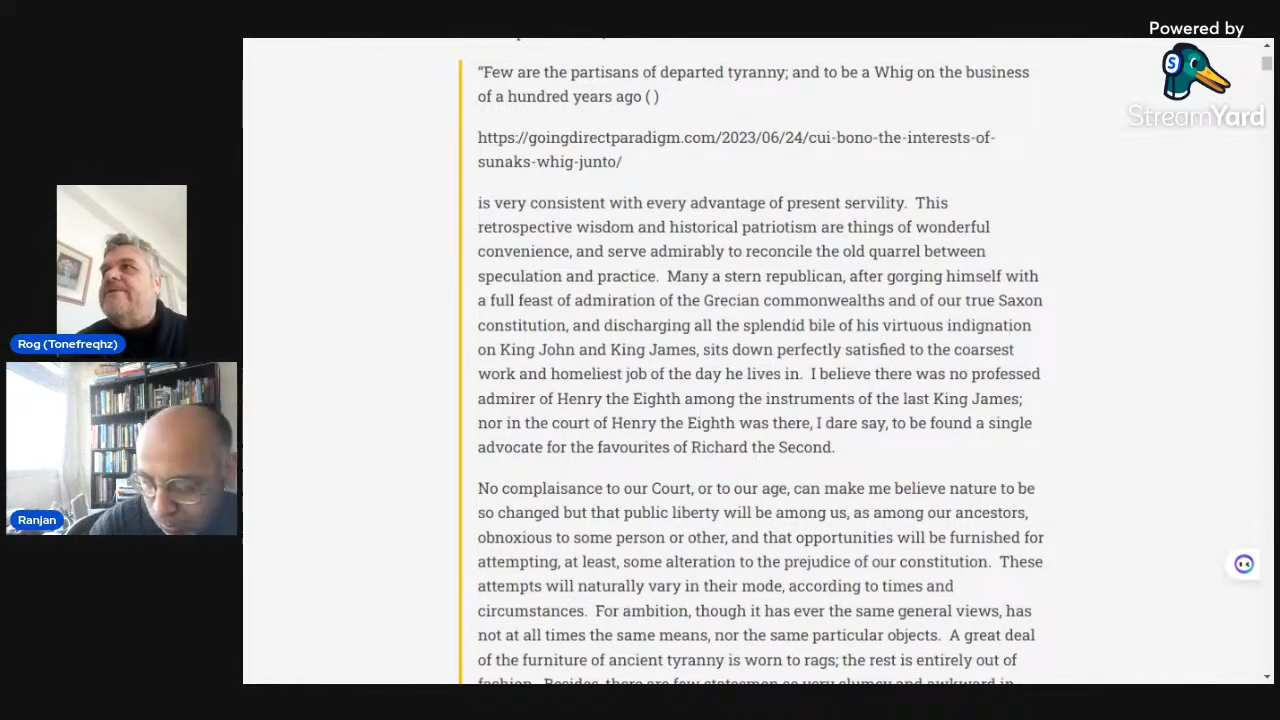 Powered by
StreamYard
“Few are the partisans of departed tyranny; and to be a Whig on the business
of a hundred years ago ( )
https://goingdirectparadigm.com/2023/06/24/cui-bono-the-interests-of-
sunaks-whig-junto/
is very consistent with every advantage of present servility.  This
retrospective wisdom and historical patriotism are things of wonderful
convenience, and serve admirably to reconcile the old quarrel between
speculation and practice.  Many a stern republican, after gorging himself with
a full feast of admiration of the Grecian commonwealths and of our true Saxon
constitution, and discharging all the splendid bile of his virtuous indignation
on King John and King James, sits down perfectly satisfied to the coarsest
work and homeliest job of the day he lives in.  I believe there was no professed
admirer of Henry the Eighth among the instruments of the last King James;
nor in the court of Henry the Eighth was there, I dare say, to be found a single
advocate for the favourites of Richard the Second.
No complaisance to our Court, or to our age, can make me believe nature to be
so changed but that public liberty will be among us, as among our ancestors,
obnoxious to some person or other, and that opportunities will be furnished for
attempting, at least, some alteration to the prejudice of our constitution.  These
attempts will naturally vary in their mode, according to times and
circumstances.  For ambition, though it has ever the same general views, has
not at all times the same means, nor the same particular objects.  A great deal
of the furniture of ancient tyranny is worn to rags; the rest is entirely out of
fashion.  Besides, there are few statesmen so very clumsy and awkward in
Rog (Tonefreqhz)
Ranjan